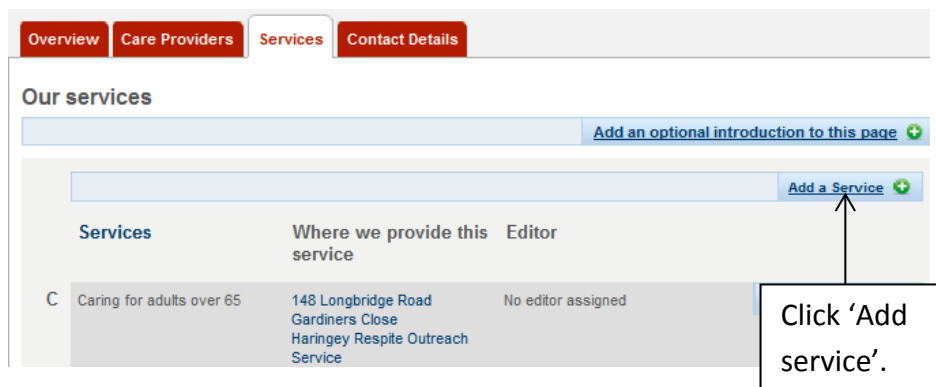 Overview Care Providers Services Contact Details
Our services
Add an optional introduction to this page
Add a Service
Services Where we provide this Editor
service
C Caring for adults over 65 148 Longbridge Road No editor assigned
Gardiners Close
Haringey Respite Outreach
Service
Click ‘Add
service’.